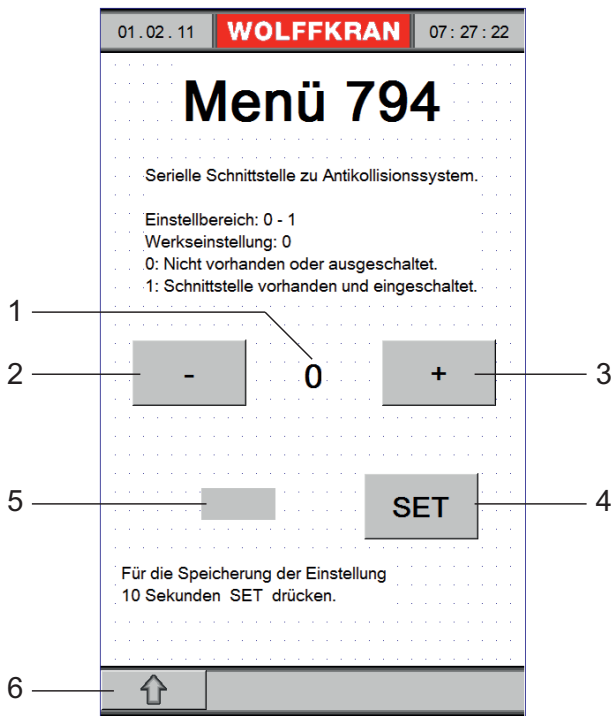 01.02.11 WOLFFKRAN 07:27:22
Menü 794
Serielle Schnittstelle zu Antikollisionssystem.
Einstellbereich: 0 - 1
Werkseinstellung: 0
0: Nicht vorhanden oder ausgeschaltet.
1: Schnittstelle vorhanden und eingeschaltet.
1
2 - 0 + 3
5 SET 4
Für die Speicherung der Einstellung
10 Sekunden SET drücken.
6